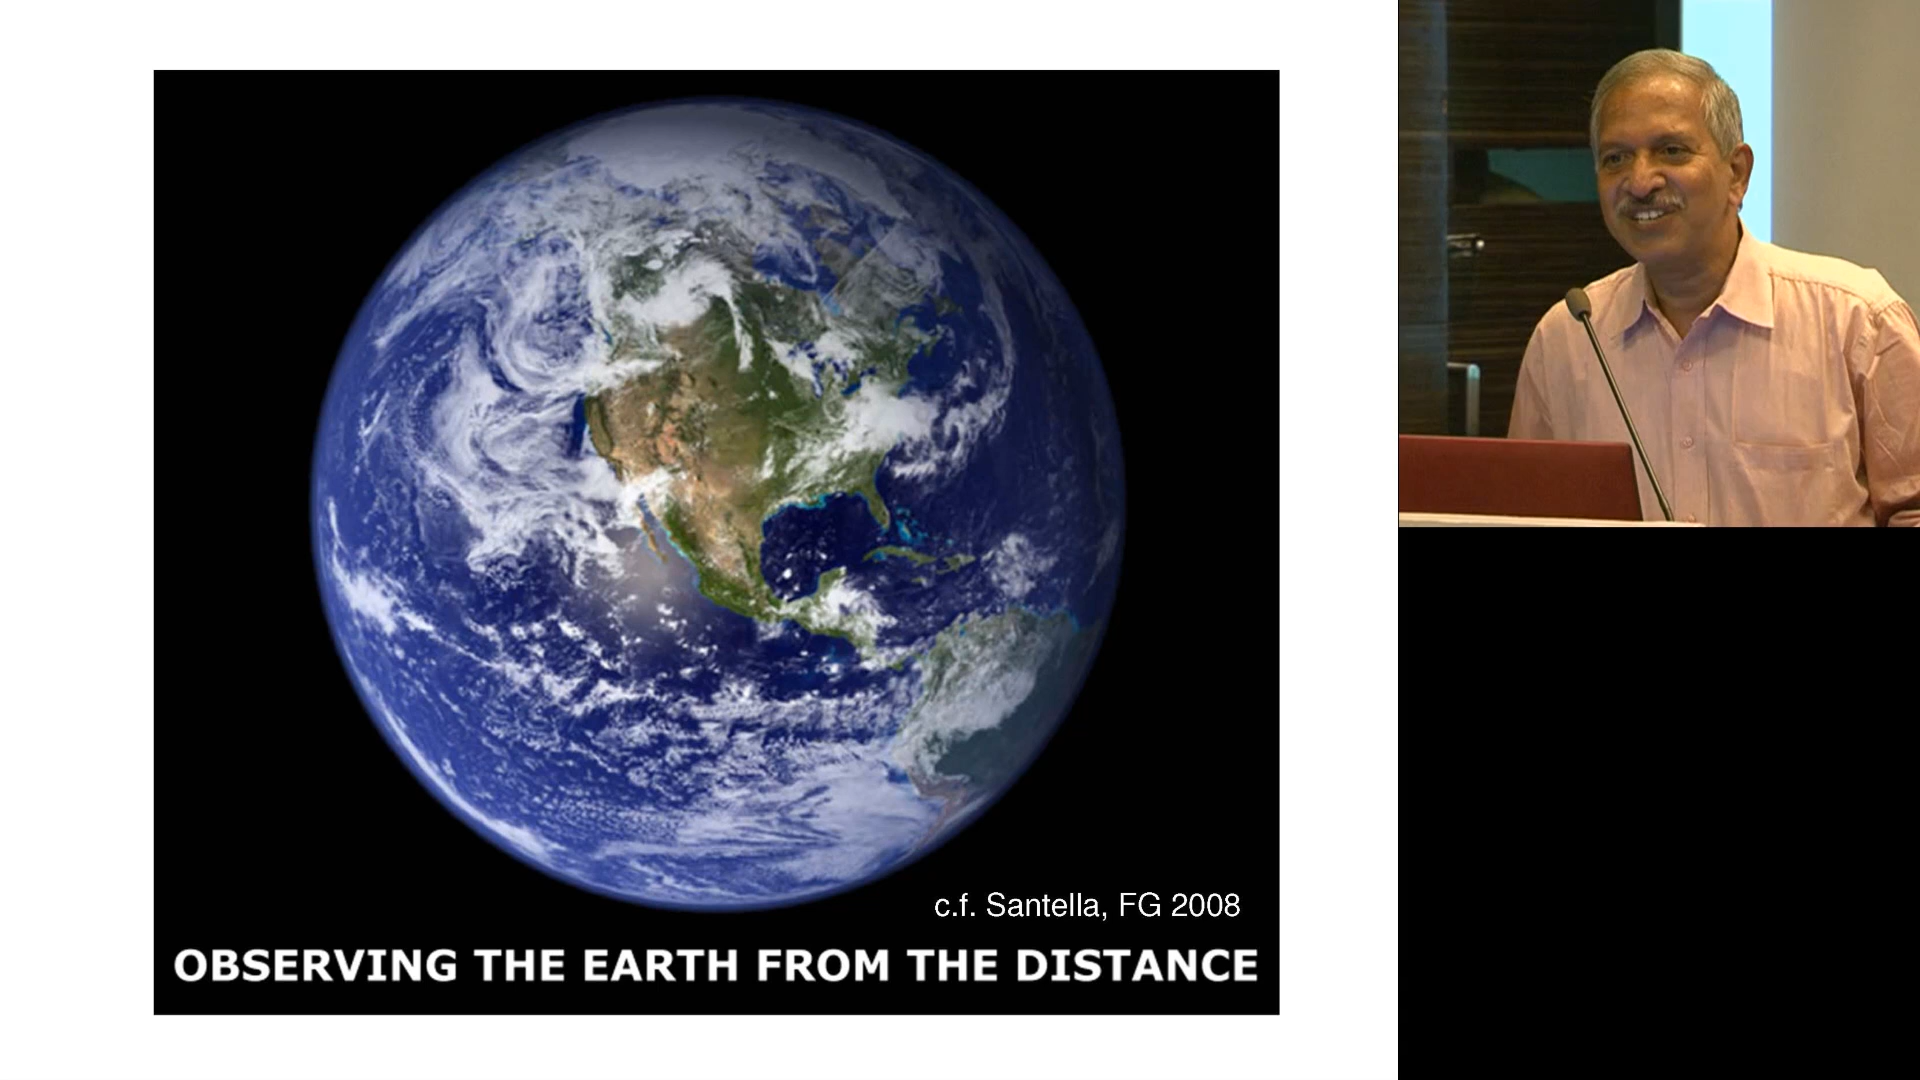 c.f. Santella, FG 2008
OBSERVING THE EARTH FROM THE DISTANCE